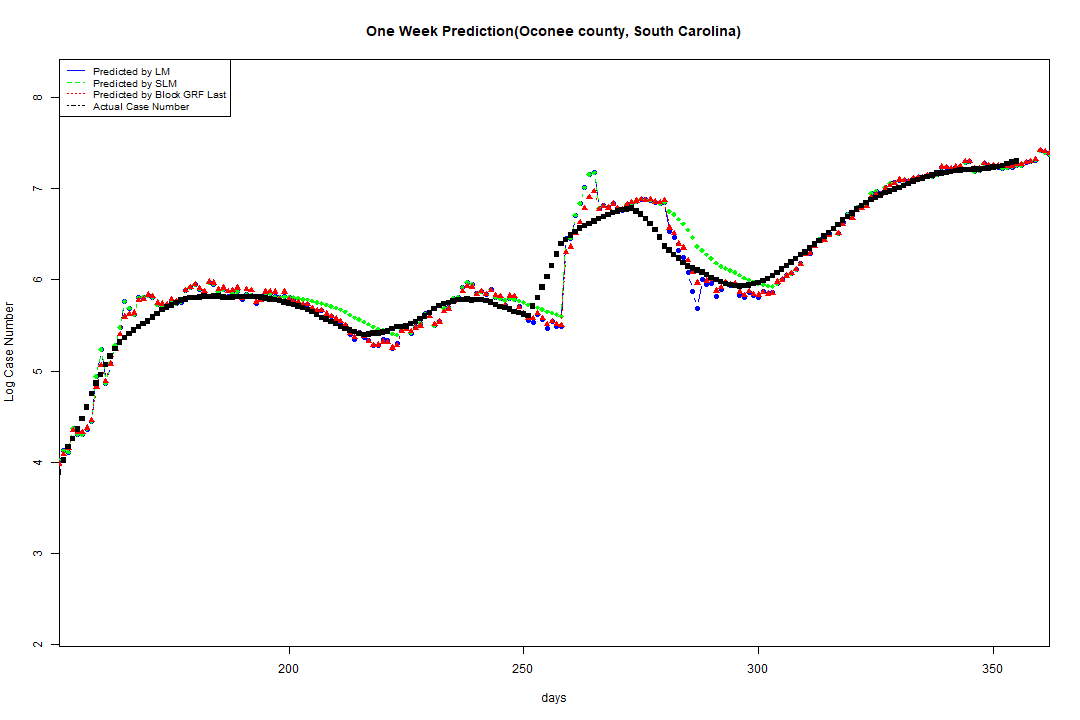 One Week Prediction(Oconee county, South Carolina)
Predicted by LM
Predicted by SLM
Predicted by Block GRF Last
Actual Case Number
8
7
6
5
4
3
2
Log Case Number
200
250
300
350
days